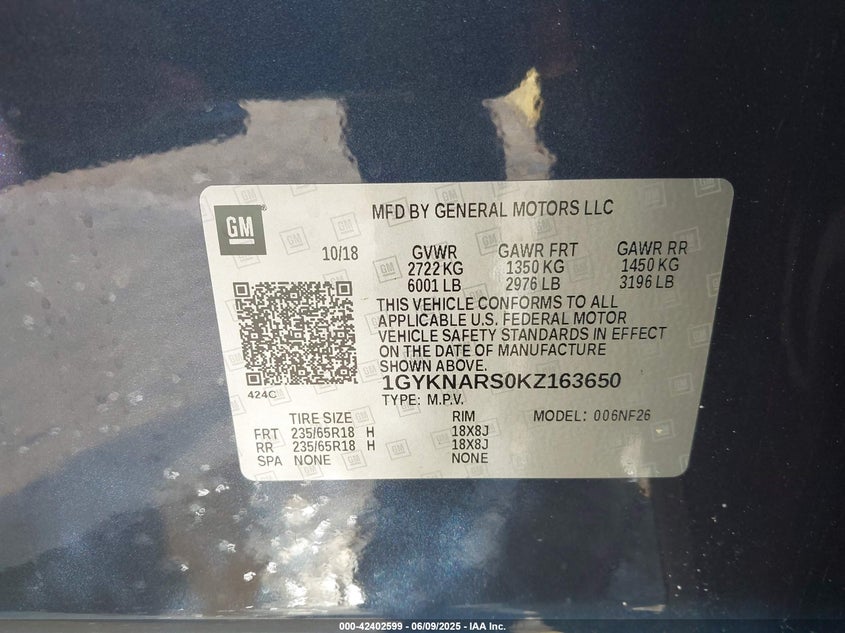 GM
MFD BY GENERAL MOTORS LLC
10/18 GVWR GAWR FRT GAWR RR
2722 KG 1350 KG 1450 KG
6001 LB 2976 LB 3196 LB
THIS VEHICLE CONFORMS TO ALL
APPLICABLE U.S. FEDERAL MOTOR
VEHICLE SAFETY STANDARDS IN EFFECT
ON THE DATE OF MANUFACTURE
SHOWN ABOVE.
1GYKNARS0KZ163650
424C
TYPE: M.P.V.
TIRE SIZE RIM MODEL: 006NF26
FRT 235/65R18 H 18X8J
RR 235/65R18 H 18X8J
SPA NONE NONE
000-42402599 - 06/09/2025 - IAA Inc.